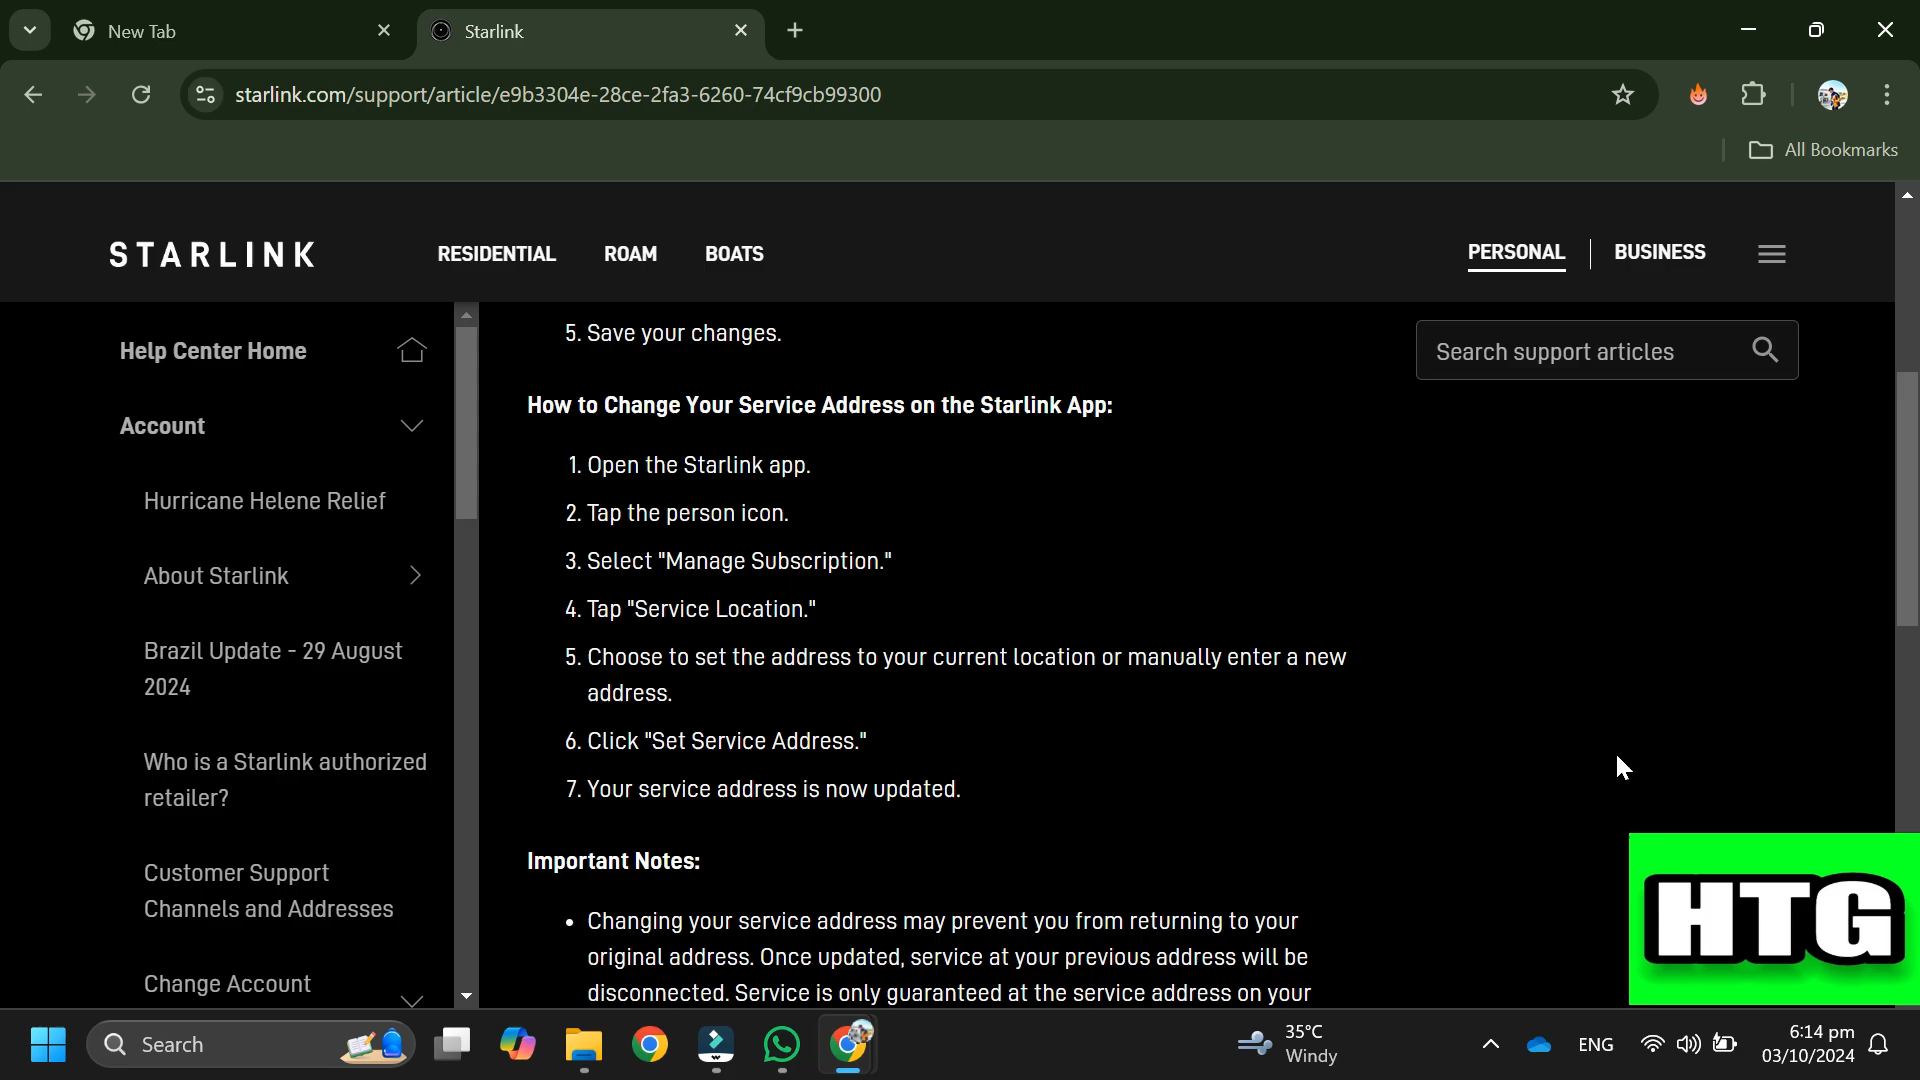 New Tab
Starlink
starlink.com/support/article/e9b3304e-28ce-2fa3-6260-74cf9cb99300
All Bookmarks
STARLINK
RESIDENTIAL
ROAM
BOATS
PERSONAL
BUSINESS
Help Center Home
Account
Hurricane Helene Relief
About Starlink
Brazil Update - 29 August
2024
Who is a Starlink authorized
retailer?
Customer Support
Channels and Addresses
Change Account
5. Save your changes.
Search support articles
How to Change Your Service Address on the Starlink App:
1. Open the Starlink app.
2. Tap the person icon.
3. Select "Manage Subscription."
4. Tap "Service Location."
5. Choose to set the address to your current location or manually enter a new
address.
6. Click "Set Service Address."
7. Your service address is now updated.
Important Notes:
• Changing your service address may prevent you from returning to your
original address. Once updated, service at your previous address will be
disconnected. Service is only guaranteed at the service address on your
HTG
Search
35°C
Windy
ENG
6:14 pm
03/10/2024